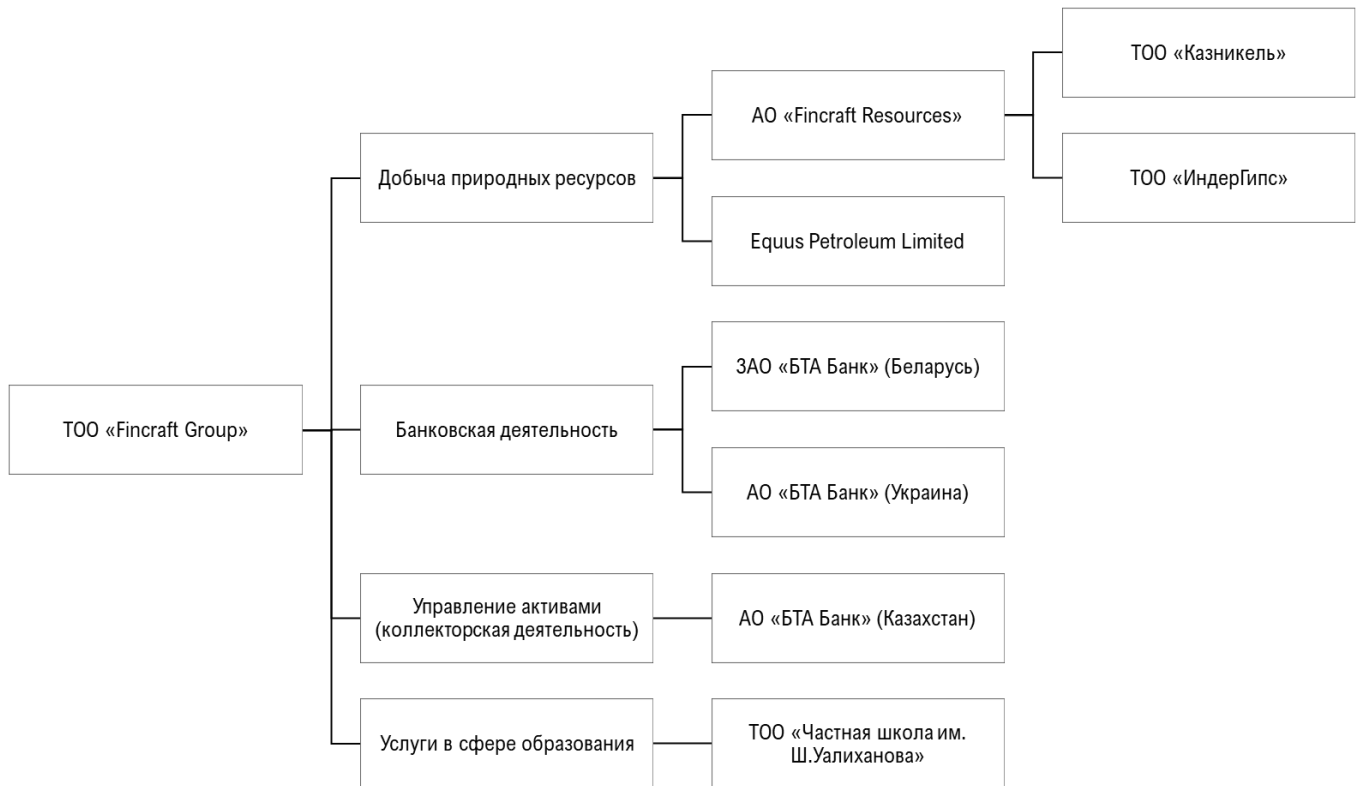 ТОО «Казникель»
АО «Fincraft Resources»
Добыча природных ресурсов
ТОО «ИндерГипс»
Equus Petroleum Limited
ЗАО «БТА Банк» (Беларусь)
ТОО «Fincraft Group»
Банковская деятельность
АО «БТА Банк» (Украина)
Управление активами
(коллекторская деятельность)
АО «БТА Банк» (Казахстан)
Услуги в сфере образования
ТОО «Частная школа им.
Ш.Уалиханова»